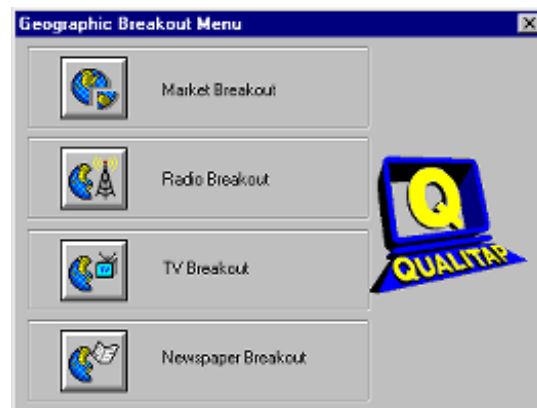 Geographic Breakout Menu
Market Breakout
Radio Breakout
Q
QUALITAP
TV Breakout
Newspaper Breakout